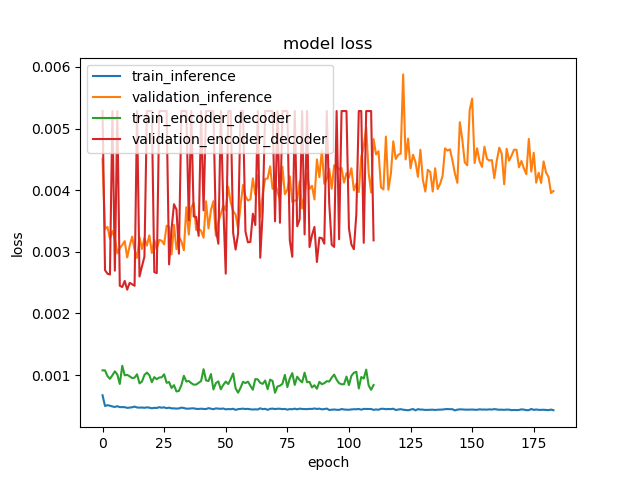 model loss
train_inference
validation_inference
train_encoder_decoder
validation_encoder_decoder
loss
0.006
0.005
0.004
0.003
0.002
0.001
0 25 50 75 100 125 150 175
epoch